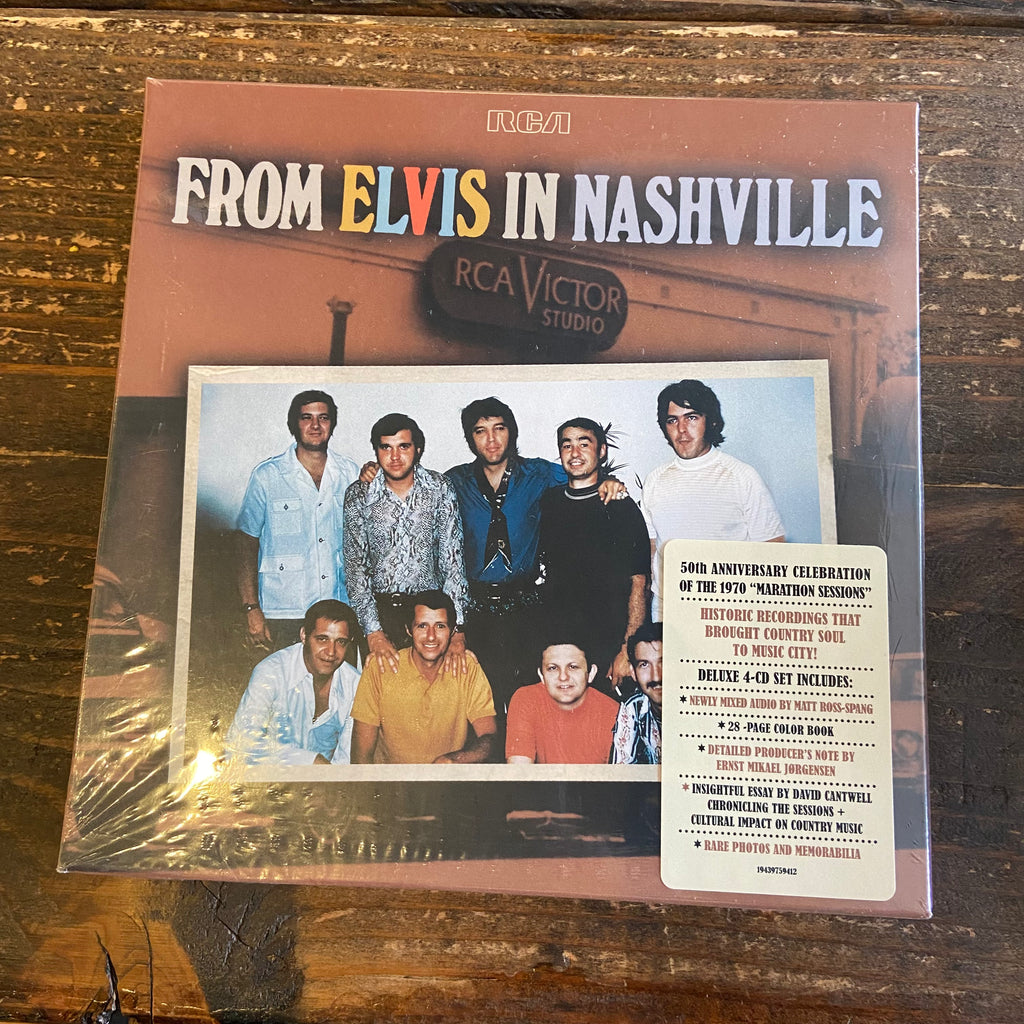 RCA
FROM ELVIS IN NASHVILLE
RCA VICTOR
STUDIO
50th ANNIVERSARY CELEBRATION
OF THE 1970 “MARATHON SESSIONS”
HISTORIC RECORDINGS THAT
BROUGHT COUNTRY SOUL
TO MUSIC CITY!
DELUXE 4-CD SET INCLUDES:
✶ NEWLY MIXED AUDIO BY MATT ROSS-SPANG
✶ 28 -PAGE COLOR BOOK
✶ DETAILED PRODUCER’S NOTE BY
ERNST MIKAEL JØRGENSEN
✶ INSIGHTFUL ESSAY BY DAVID CANTWELL
CHRONICLING THE SESSIONS +
CULTURAL IMPACT ON COUNTRY MUSIC
✶ RARE PHOTOS AND MEMORABILIA
19439759412